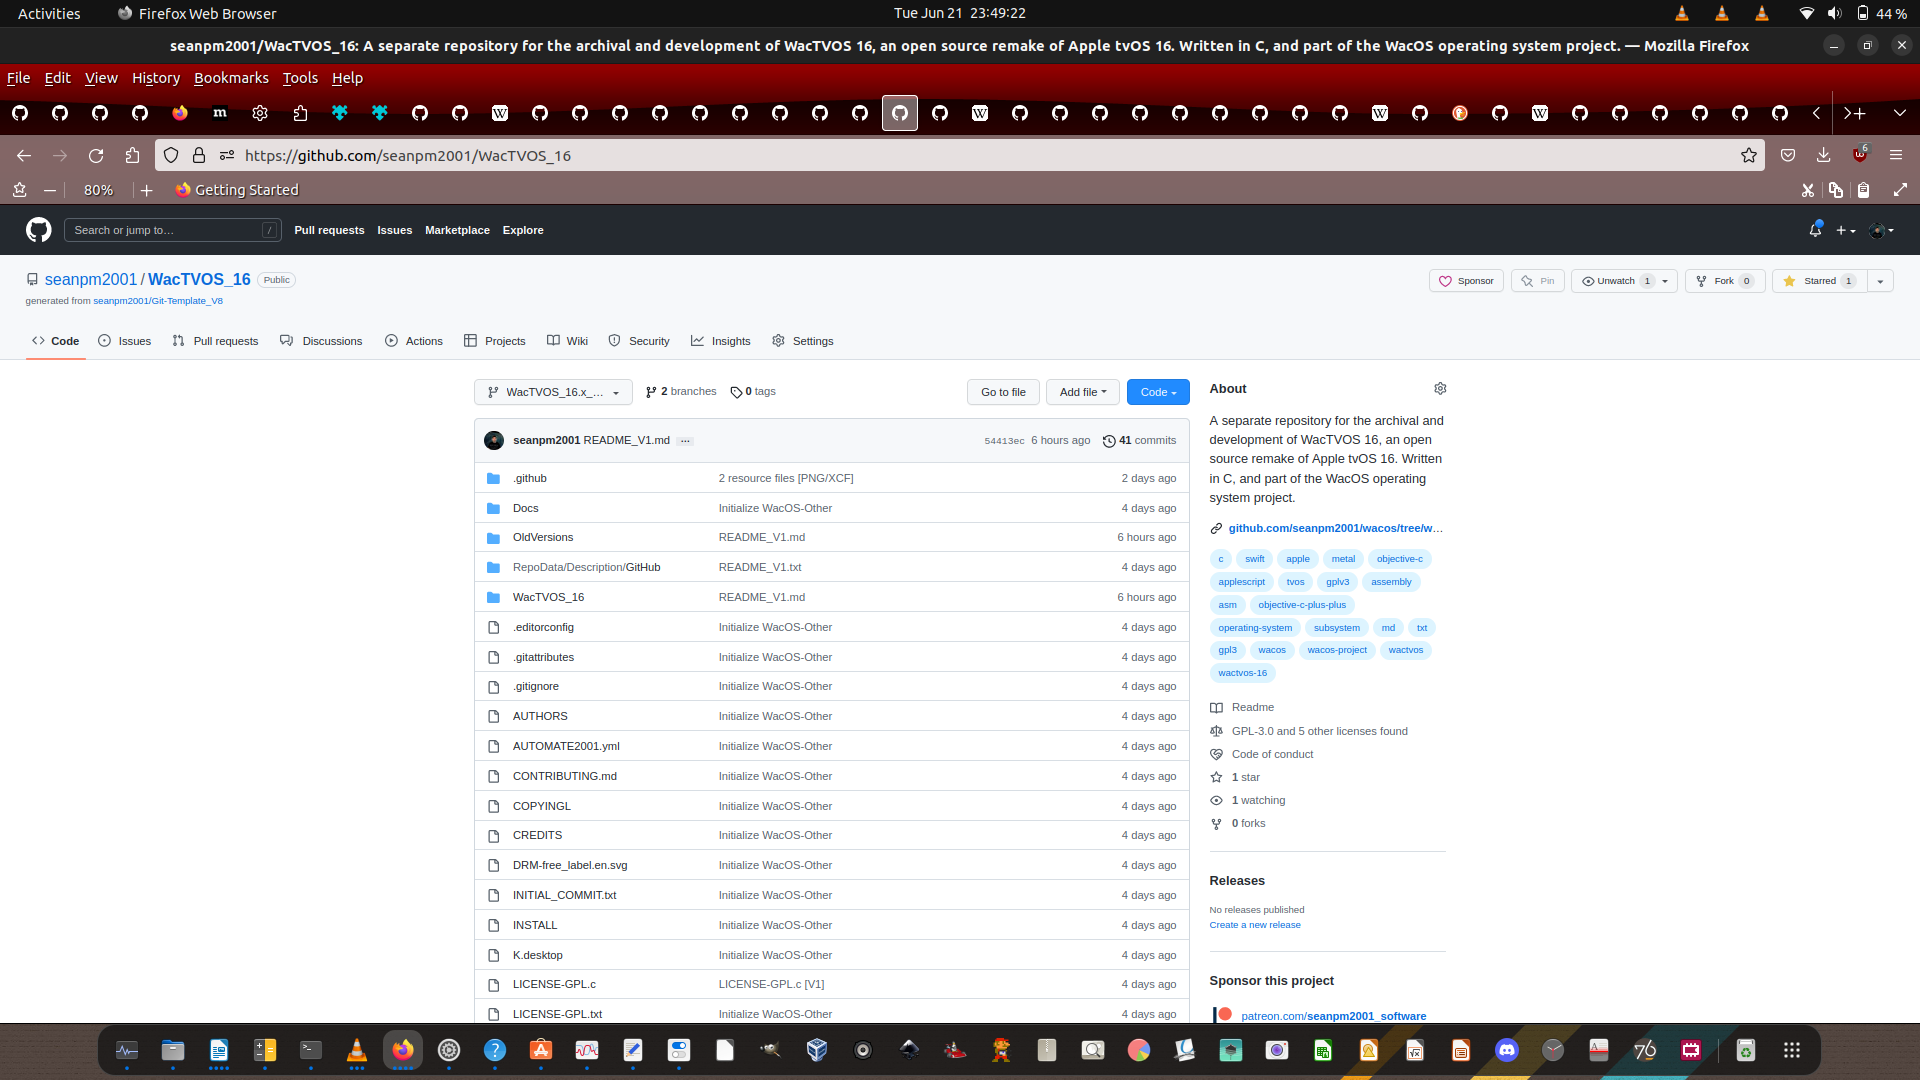 Activities Firefox Web Browser Tue Jun 21 23:49:22 44 %
seanpm2001/WacTVOS_16: A separate repository for the archival and development of WacTVOS 16, an open source remake of Apple tvOS 16. Written in C, and part of the WacOS operating system project. — Mozilla Firefox
File Edit View History Bookmarks Tools Help
https://github.com/seanpm2001/WacTVOS_16 6
80% Getting Started
Search or jump to… / Pull requests Issues Marketplace Explore
seanpm2001 / WacTVOS_16 Public Sponsor Pin Unwatch 1 Fork 0 Starred 1
generated from seanpm2001/Git-Template_V8
Code Issues Pull requests Discussions Actions Projects Wiki Security Insights Settings
WacTVOS_16.x_... 2 branches 0 tags Go to file Add file Code
seanpm2001 README_V1.md ... 54413ec 6 hours ago 41 commits
.github 2 resource files [PNG/XCF] 2 days ago
Docs Initialize WacOS-Other 4 days ago
OldVersions README_V1.md 6 hours ago
RepoData/Description/GitHub README_V1.txt 4 days ago
WacTVOS_16 README_V1.md 6 hours ago
.editorconfig Initialize WacOS-Other 4 days ago
.gitattributes Initialize WacOS-Other 4 days ago
.gitignore Initialize WacOS-Other 4 days ago
AUTHORS Initialize WacOS-Other 4 days ago
AUTOMATE2001.yml Initialize WacOS-Other 4 days ago
CONTRIBUTING.md Initialize WacOS-Other 4 days ago
COPYINGL Initialize WacOS-Other 4 days ago
CREDITS Initialize WacOS-Other 4 days ago
DRM-free_label.en.svg Initialize WacOS-Other 4 days ago
INITIAL_COMMIT.txt Initialize WacOS-Other 4 days ago
INSTALL Initialize WacOS-Other 4 days ago
K.desktop Initialize WacOS-Other 4 days ago
LICENSE-GPL.c LICENSE-GPL.c [V1] 4 days ago
LICENSE-GPL.txt Initialize WacOS-Other 4 days ago
About
A separate repository for the archival and
development of WacTVOS 16, an open
source remake of Apple tvOS 16. Written
in C, and part of the WacOS operating
system project.
github.com/seanpm2001/wacos/tree/w...
c swift apple metal objective-c
applescript tvos gplv3 assembly
asm objective-c-plus-plus
operating-system subsystem md txt
gpl3 wacos wacos-project wactvos
wactvos-16
Readme
GPL-3.0 and 5 other licenses found
Code of conduct
1 star
1 watching
0 forks
Releases
No releases published
Create a new release
Sponsor this project
patreon.com/seanpm2001_software